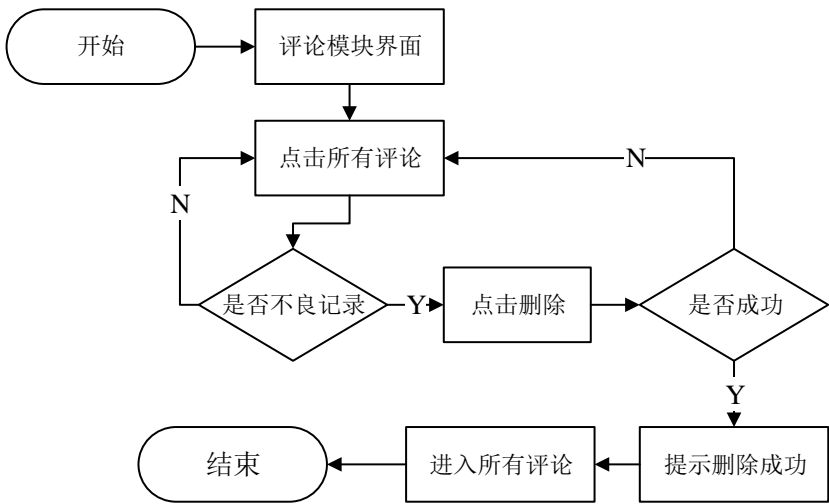 开始
评论模块界面
点击所有评论
N
N
是否不良记录
Y
点击删除
是否成功
Y
结束
进入所有评论
提示删除成功